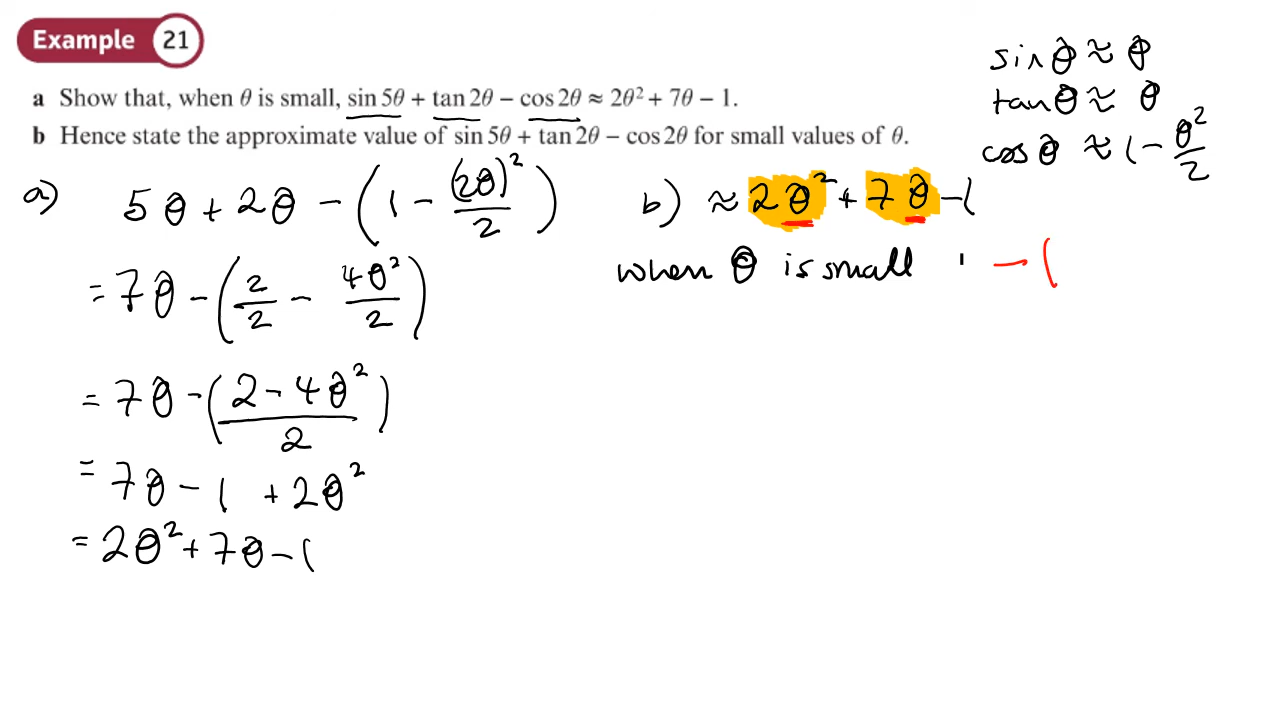 Example 21
a Show that, when θ is small, sin 5θ + tan 2θ − cos 2θ ≈ 2θ² + 7θ − 1.
b Hence state the approximate value of sin 5θ + tan 2θ − cos 2θ for small values of θ.
sin θ ≈ θ
tan θ ≈ θ
cos θ ≈ 1 − θ²/2
a) 5θ + 2θ − (1 − (2θ)²/2)
= 7θ − (2/2 − 4θ²/2)
= 7θ − ((2 − 4θ²)/2)
= 7θ − 1 + 2θ²
= 2θ² + 7θ − 1
b) ≈ 2θ² + 7θ − 1
when θ is small − 1